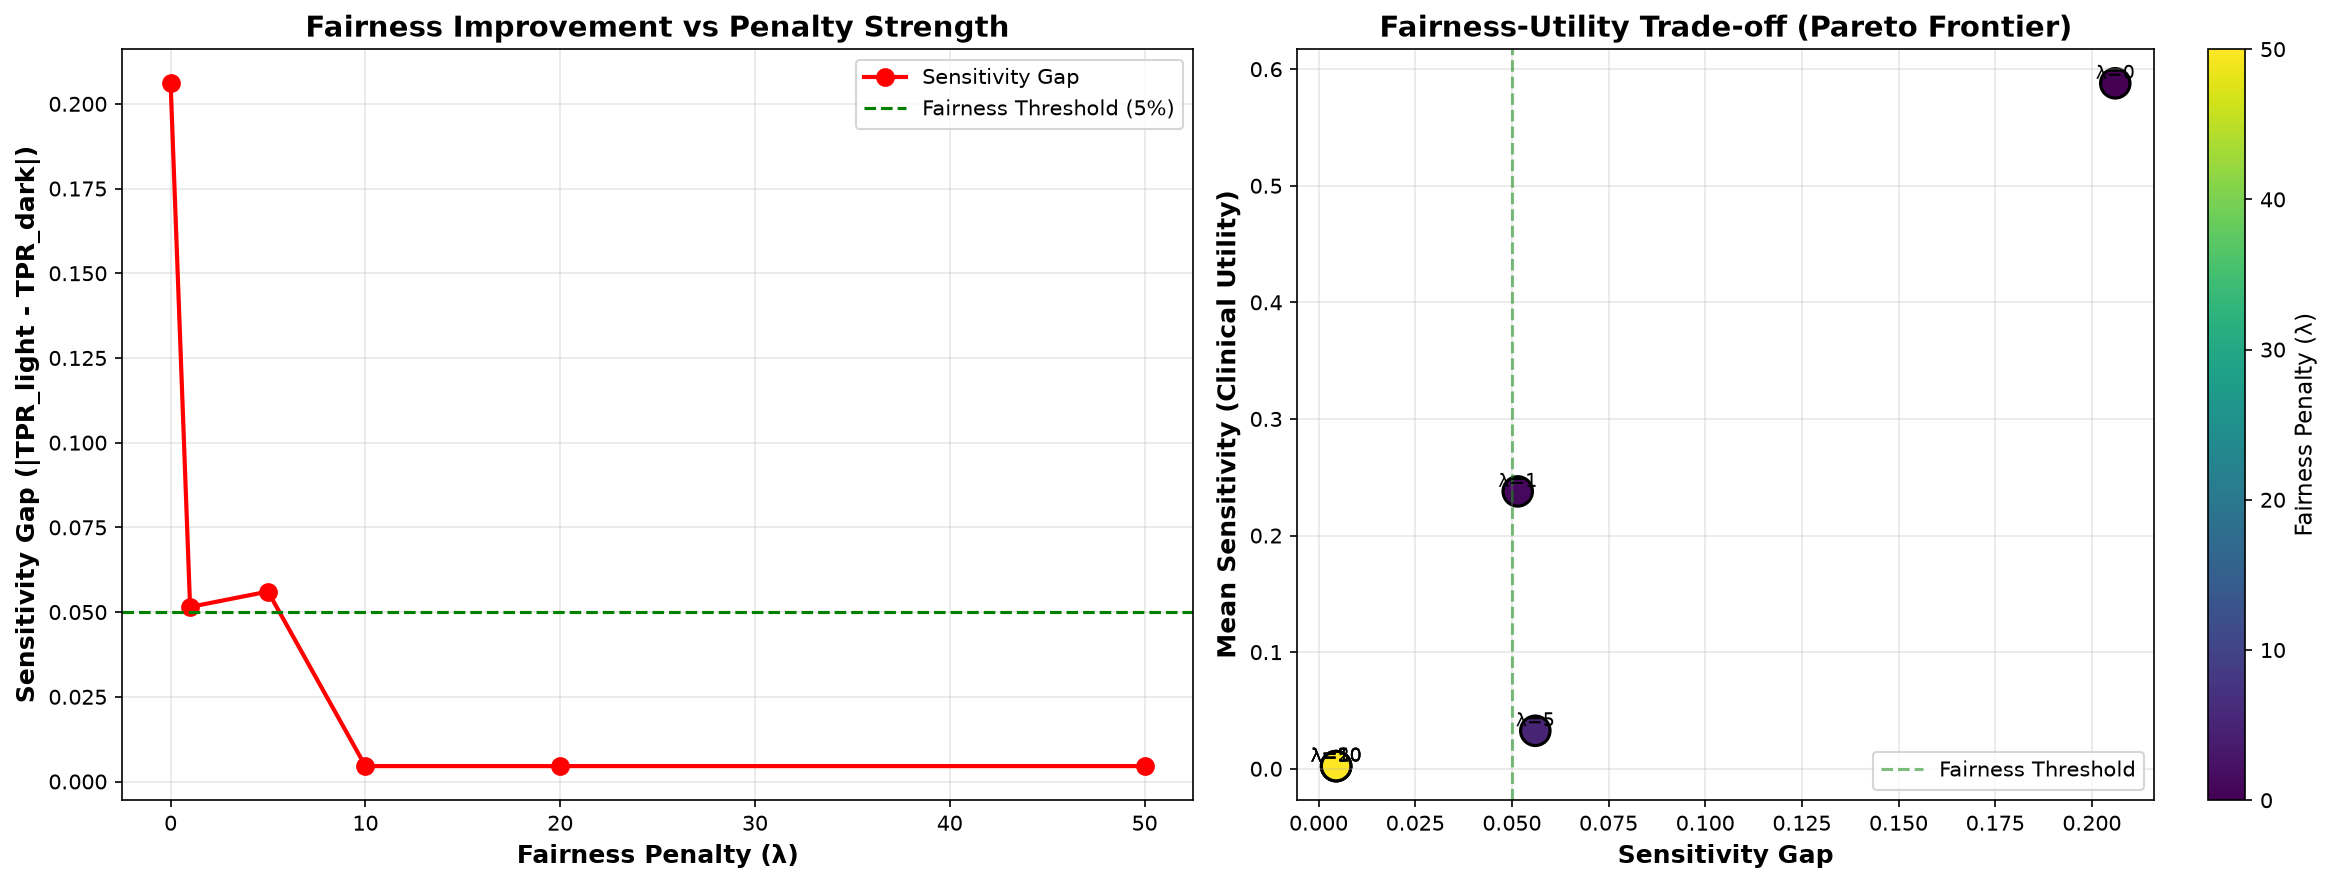 Fairness Improvement vs Penalty Strength
Sensitivity Gap (|TPR_light - TPR_dark|)
0.200
0.175
0.150
0.125
0.100
0.075
0.050
0.025
0.000
Sensitivity Gap
Fairness Threshold (5%)
0 10 20 30 40 50
Fairness Penalty (λ)
Fairness-Utility Trade-off (Pareto Frontier)
Mean Sensitivity (Clinical Utility)
0.6
0.5
0.4
0.3
0.2
0.1
0.0
λ=0
λ=1
λ=5
Fairness Threshold
0.000 0.025 0.050 0.075 0.100 0.125 0.150 0.175 0.200
Sensitivity Gap
50
40
30
20
10
0
Fairness Penalty (λ)